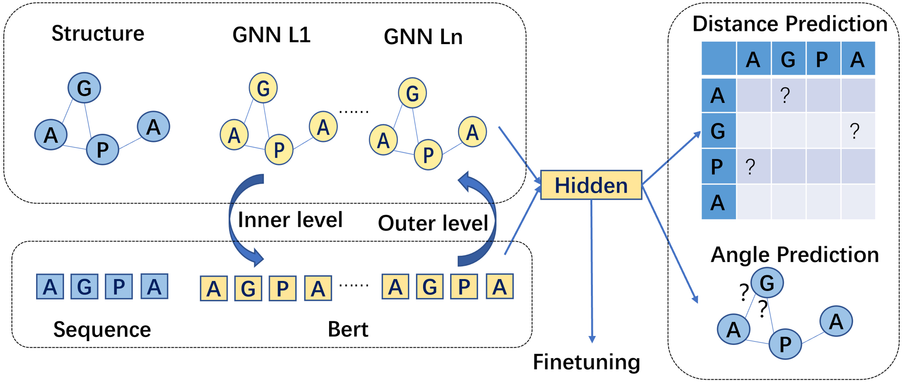 Structure
GNN L1
GNN Ln
G
A
P
A
G
A
P
A
......
G
A
P
A
Inner level
Outer level
A G P A
A G P A
......
A G P A
Sequence
Bert
Hidden
Finetuning
Distance Prediction
A G P A
A ?
G ?
P ?
A
Angle Prediction
G
?
?
A
P
A